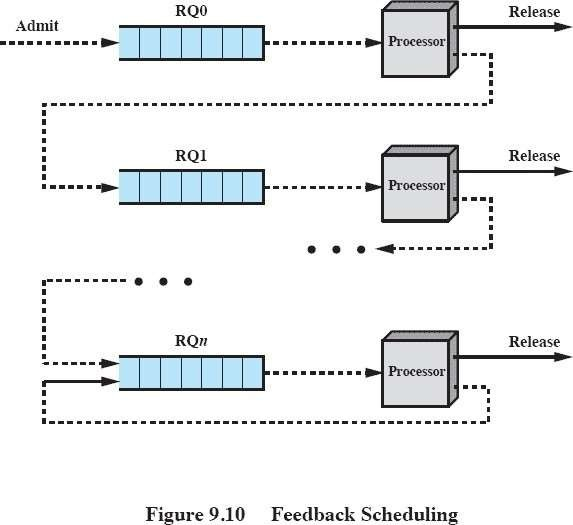 RQ0
Release
Admit
Processor
RQ1
Release
Processor
RQn
Release
Processor
Figure 9.10 Feedback Scheduling